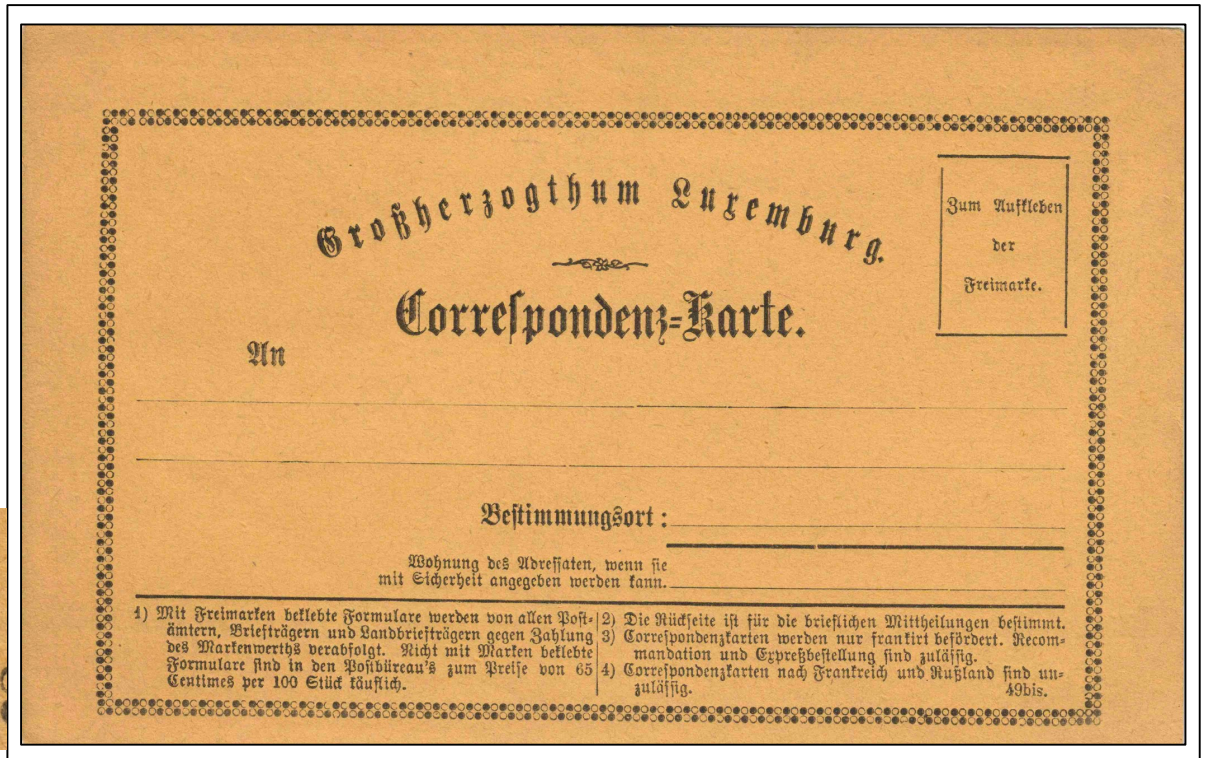 Großherzogthum Luxemburg.
Correspondenz-Karte.
Zum Aufkleben
der
Freimarke.
An
Bestimmungsort:
Wohnung des Adressaten, wenn sie
mit Sicherheit angegeben werden kann.
1) Mit Freimarken beklebte Formulare werden von allen Post-
ämtern, Briefträgern und Landbriefträgern gegen Zahlung
des Markenwerths verabfolgt. Nicht mit Marken beklebte
Formulare sind in den Postbüreau's zum Preise von 65
Centimes per 100 Stück käuflich.
2) Die Rückseite ist für die brieflichen Mittheilungen bestimmt.
3) Correspondenzkarten werden nur frankirt befördert. Recom-
mandation und Expreßbestellung sind zulässig.
4) Correspondenzkarten nach Frankreich und Rußland sind un-
zulässig. 49bis.